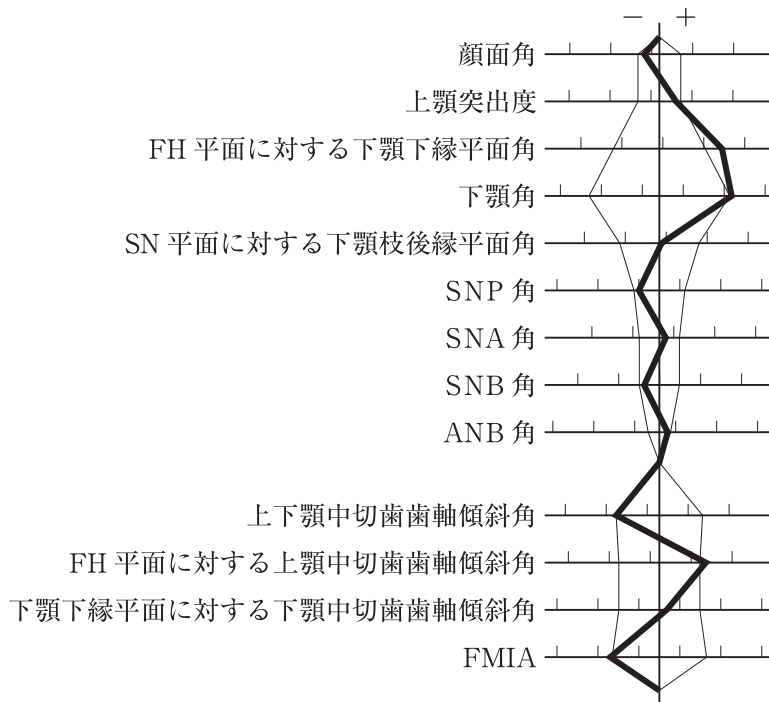 − +
顔面角
上顎突出度
FH 平面に対する下顎下縁平面角
下顎角
SN 平面に対する下顎枝後縁平面角
SNP 角
SNA 角
SNB 角
ANB 角
上下顎中切歯歯軸傾斜角
FH 平面に対する上顎中切歯歯軸傾斜角
下顎下縁平面に対する下顎中切歯歯軸傾斜角
FMIA